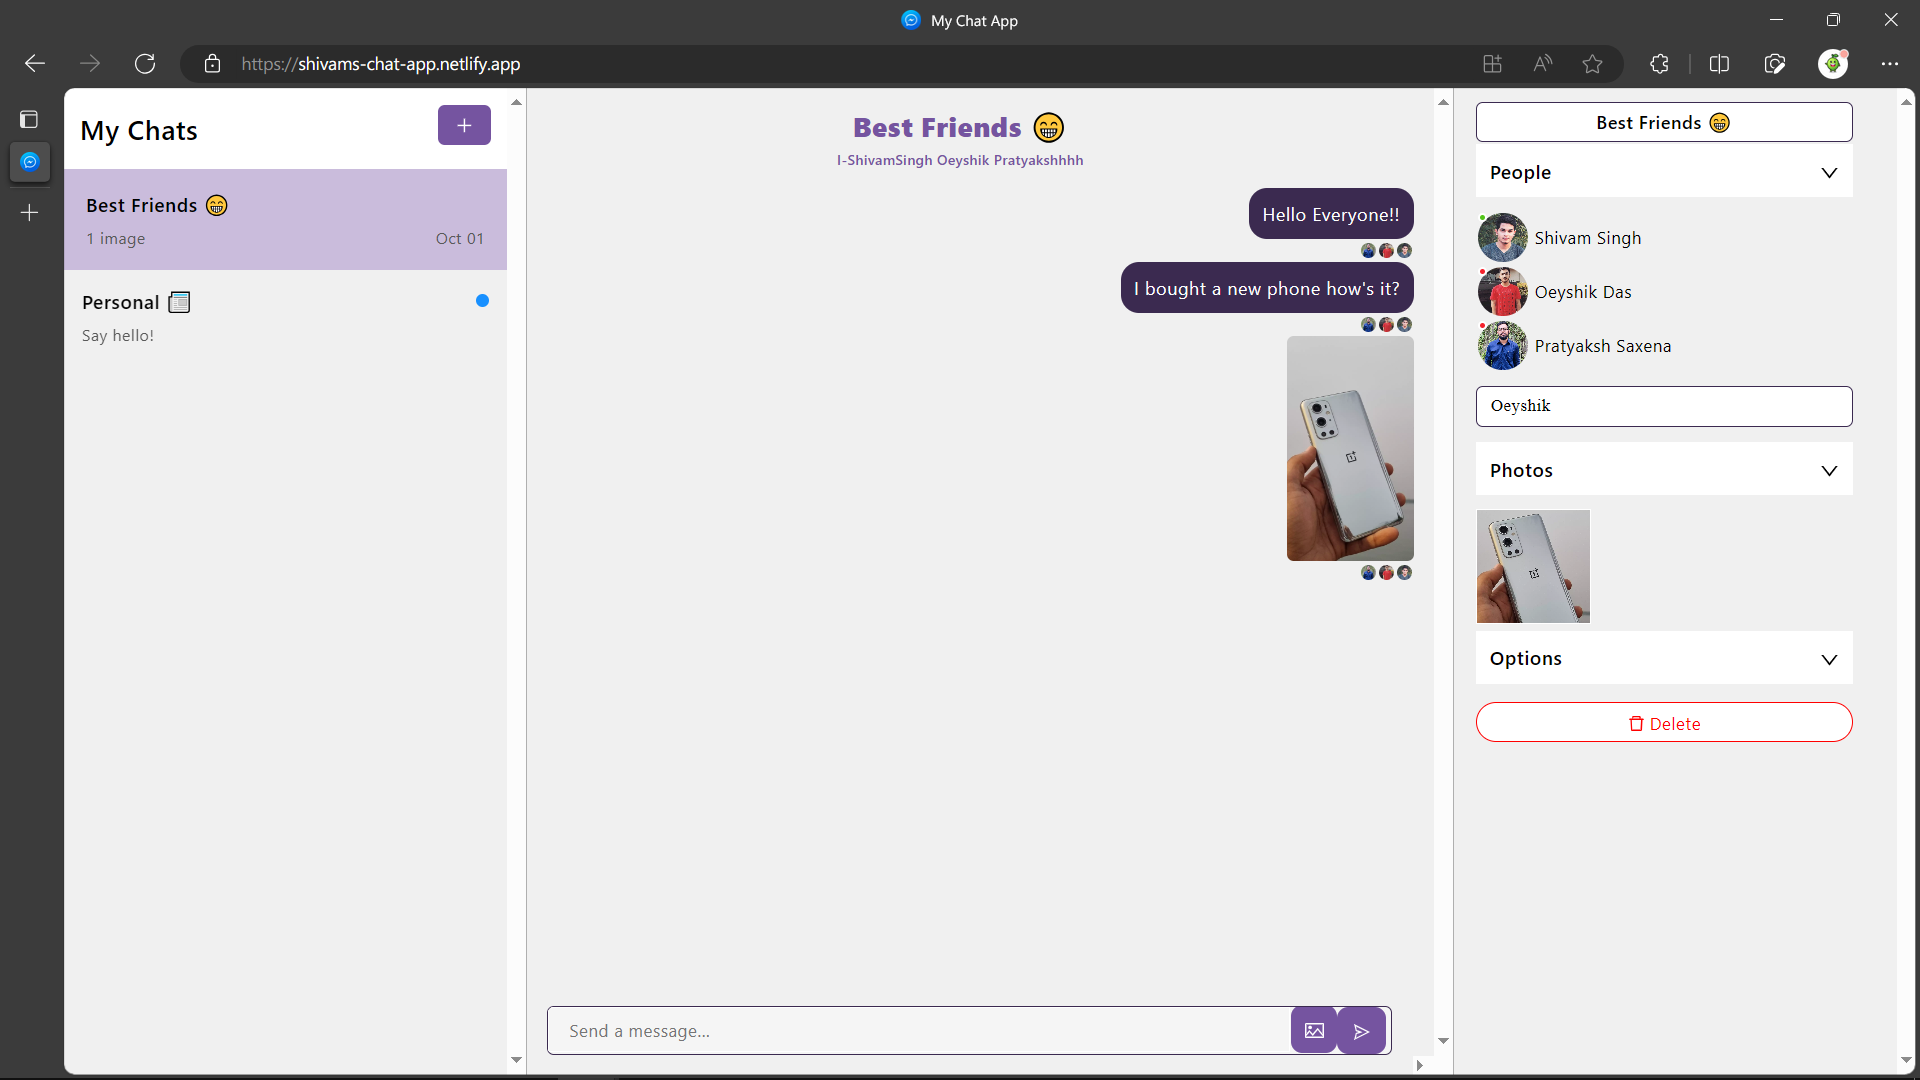 My Chat App
https://shivams-chat-app.netlify.app
My Chats
+
Best Friends 😁
1 image
Oct 01
Personal 📰
Say hello!
Best Friends 😁
I-ShivamSingh Oeyshik Pratyakshhhh
Hello Everyone!!
I bought a new phone how's it?
Send a message...
Best Friends 😁
People
Shivam Singh
Oeyshik Das
Pratyaksh Saxena
Oeyshik
Photos
Options
Delete